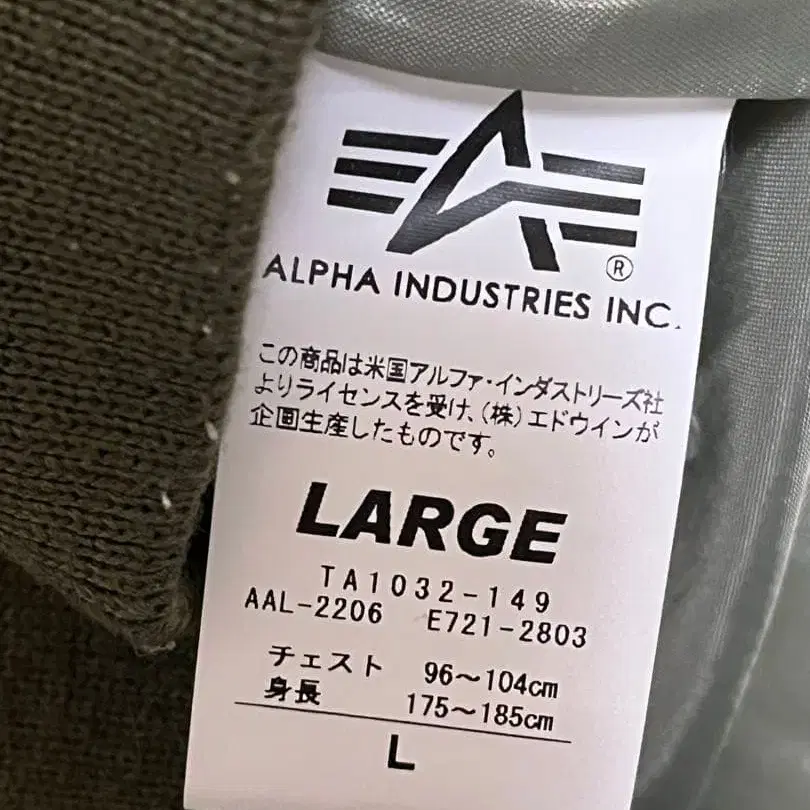 ®
ALPHA INDUSTRIES INC.
この商品は米国アルファ・インダストリーズ社
よりライセンスを受け、(株)エドウインが
企画生産したものです。
LARGE
TA1032-149
AAL-2206 E721-2803
チェスト 96～104cm
身長 175～185cm
L